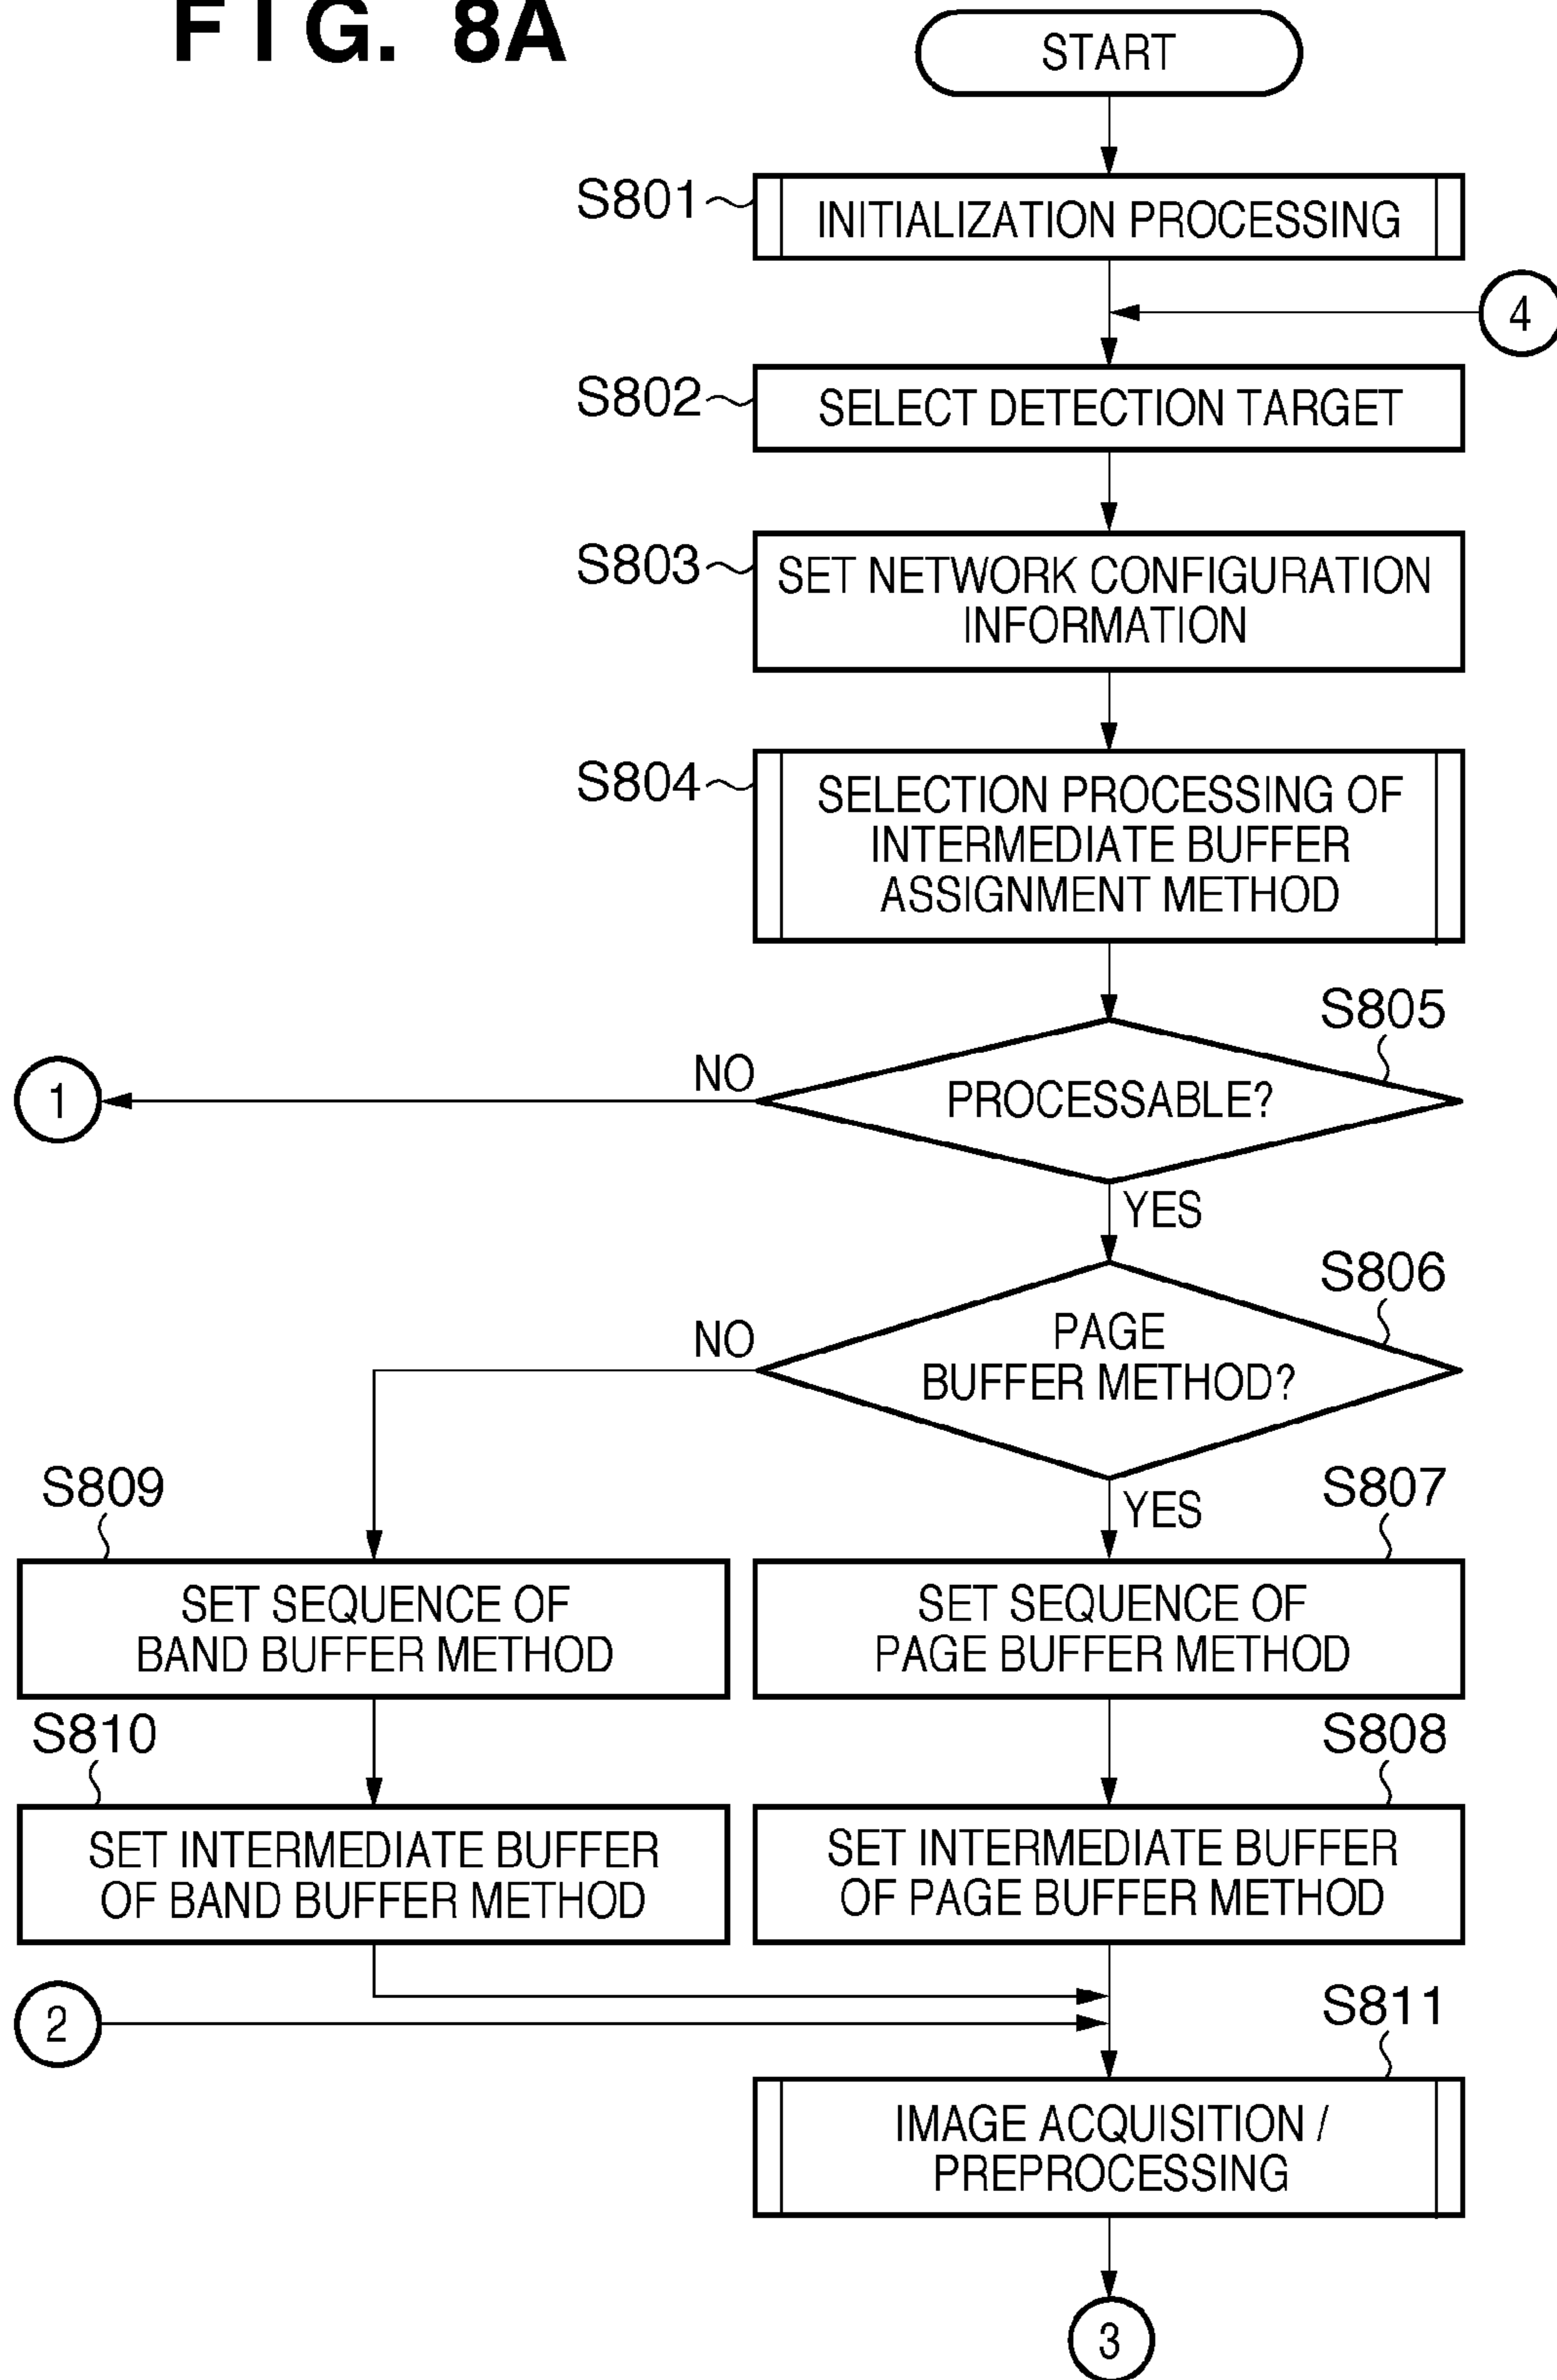 FIG. 8A
START
S801
INITIALIZATION PROCESSING
4
S802
SELECT DETECTION TARGET
S803
SET NETWORK CONFIGURATION
INFORMATION
S804
SELECTION PROCESSING OF
INTERMEDIATE BUFFER
ASSIGNMENT METHOD
S805
NO
1
PROCESSABLE?
YES
S806
NO
PAGE
BUFFER METHOD?
YES
S809
S807
SET SEQUENCE OF
BAND BUFFER METHOD
SET SEQUENCE OF
PAGE BUFFER METHOD
S810
S808
SET INTERMEDIATE BUFFER
OF BAND BUFFER METHOD
SET INTERMEDIATE BUFFER
OF PAGE BUFFER METHOD
2
S811
IMAGE ACQUISITION /
PREPROCESSING
3